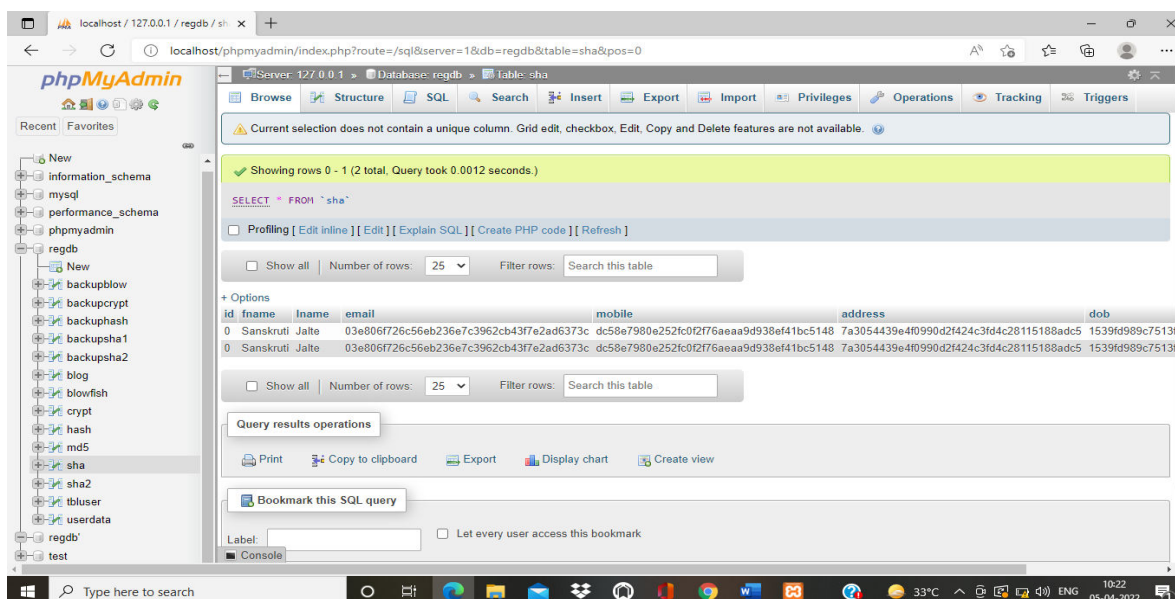 localhost / 127.0.0.1 / regdb / sh
localhost/phpmyadmin/index.php?route=/sql&server=1&db=regdb&table=sha&pos=0
phpMyAdmin
Recent Favorites
New
information_schema
mysql
performance_schema
phpmyadmin
regdb
New
backupblow
backupcrypt
backuphash
backupsha1
backupsha2
blog
blowfish
crypt
hash
md5
sha
sha2
tbluser
userdata
regdb'
test
Server: 127.0.0.1 » Database: regdb » Table: sha
Browse Structure SQL Search Insert Export Import Privileges Operations Tracking Triggers
Current selection does not contain a unique column. Grid edit, checkbox, Edit, Copy and Delete features are not available.
Showing rows 0 - 1 (2 total, Query took 0.0012 seconds.)
SELECT * FROM `sha`
Profiling [ Edit inline ] [ Edit ] [ Explain SQL ] [ Create PHP code ] [ Refresh ]
Show all | Number of rows: 25 Filter rows: Search this table
+ Options
id fname lname email mobile address dob
0 Sanskruti Jalte 03e806f726c56eb236e7c3962cb43f7e2ad6373c dc58e7980e252fc0f2f76aeaa9d938ef41bc5148 7a3054439e4f0990d2f424c3fd4c28115188adc5 1539fd989c7513
0 Sanskruti Jalte 03e806f726c56eb236e7c3962cb43f7e2ad6373c dc58e7980e252fc0f2f76aeaa9d938ef41bc5148 7a3054439e4f0990d2f424c3fd4c28115188adc5 1539fd989c7513
Show all | Number of rows: 25 Filter rows: Search this table
Query results operations
Print Copy to clipboard Export Display chart Create view
Bookmark this SQL query
Label: Let every user access this bookmark
Console
Type here to search
33°C ENG 10:22
05-04-2022